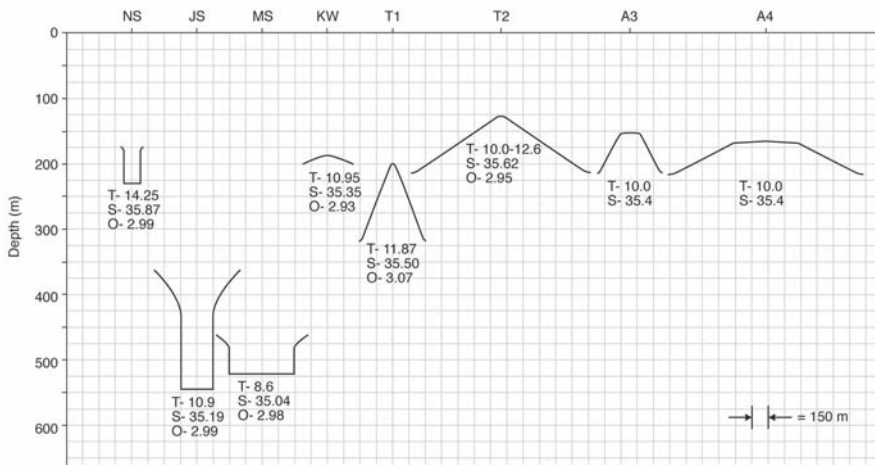 NS JS MS KW T1 T2 A3 A4
0
100
200
300
400
500
600
Depth (m)
T- 14.25
S- 35.87
O- 2.99
T- 10.9
S- 35.19
O- 2.99
T- 8.6
S- 35.04
O- 2.98
T- 10.95
S- 35.35
O- 2.93
T- 11.87
S- 35.50
O- 3.07
T- 10.0-12.6
S- 35.62
O- 2.95
T- 10.0
S- 35.4
T- 10.0
S- 35.4
= 150 m